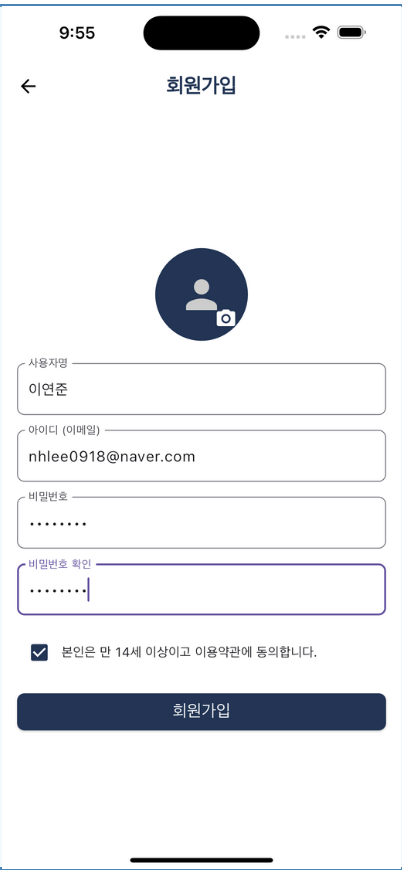 9:55
회원가입
사용자명
이연준
아이디 (이메일)
nhlee0918@naver.com
비밀번호
••••••••
비밀번호 확인
••••••••
본인은 만 14세 이상이고 이용약관에 동의합니다.
회원가입